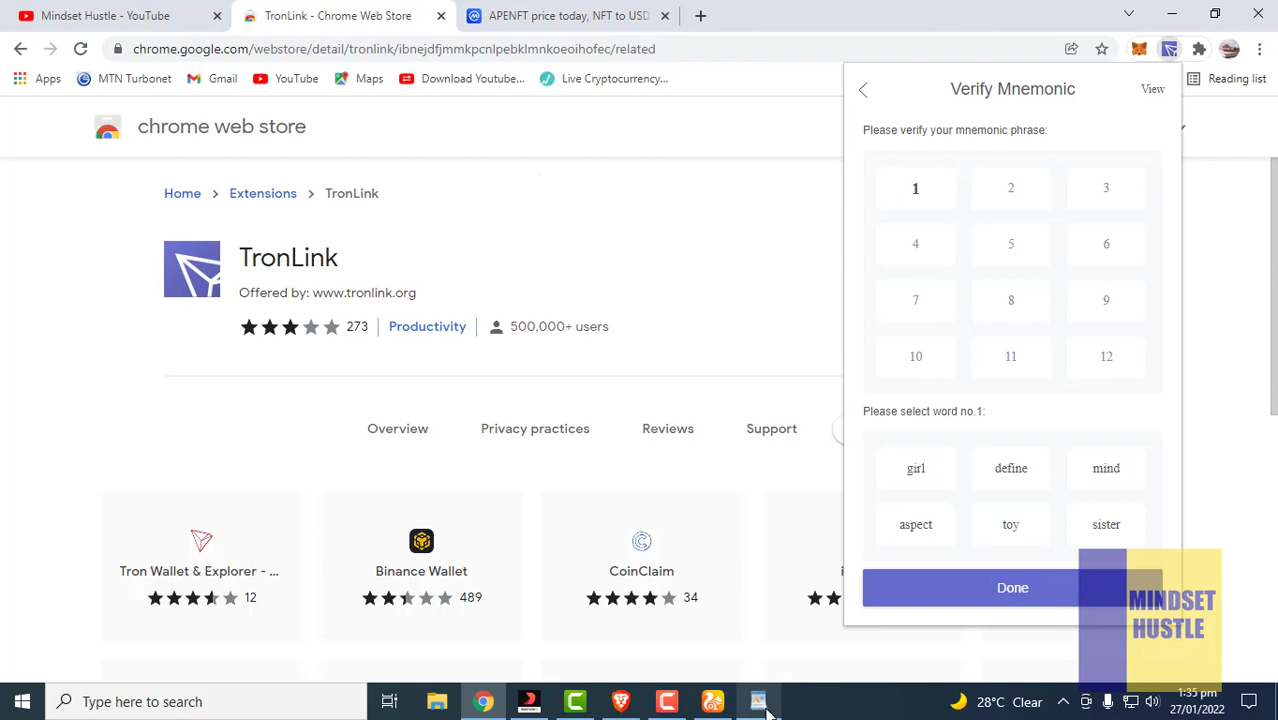 Mindset Hustle - YouTube
TronLink - Chrome Web Store
APENFT price today, NFT to USD
chrome.google.com/webstore/detail/tronlink/ibnejdfjmmkpcnlpebklmnkoeoihofec/related
Apps
MTN Turbonet
Gmail
YouTube
Maps
Download Youtube...
Live Cryptocurrency...
Reading list
chrome web store
Home > Extensions > TronLink
TronLink
Offered by: www.tronlink.org
273
Productivity
500,000+ users
Overview
Privacy practices
Reviews
Support
Tron Wallet & Explorer - ...
12
Binance Wallet
489
CoinClaim
34
Verify Mnemonic
View
Please verify your mnemonic phrase:
1 2 3
4 5 6
7 8 9
10 11 12
Please select word no.1:
girl define mind
aspect toy sister
Done
MINDSET
HUSTLE
Type here to search
28°C Clear
1:35 pm
27/01/2022